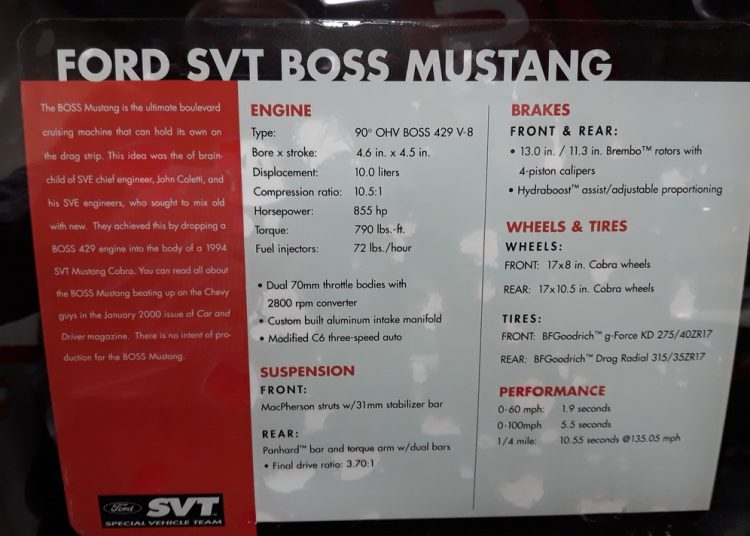 FORD SVT BOSS MUSTANG
The BOSS Mustang is the ultimate boulevard
cruising machine that can hold its own on
the drag strip. This idea was the of brain-
child of SVE chief engineer, John Coletti, and
his SVE engineers, who sought to mix old
with new. They achieved this by dropping a
BOSS 429 engine into the body of a 1994
SVT Mustang Cobra. You can read all about
the BOSS Mustang beating up on the Chevy
guys in the January 2000 issue of Car and
Driver magazine. There is no intent of pro-
duction for the BOSS Mustang.
Ford SVT
SPECIAL VEHICLE TEAM
ENGINE
Type: 90° OHV BOSS 429 V-8
Bore x stroke: 4.6 in. x 4.5 in.
Displacement: 10.0 liters
Compression ratio: 10.5:1
Horsepower: 855 hp
Torque: 790 lbs.-ft.
Fuel injectors: 72 lbs./hour
• Dual 70mm throttle bodies with
2800 rpm converter
• Custom built aluminum intake manifold
• Modified C6 three-speed auto
SUSPENSION
FRONT:
MacPherson struts w/31mm stabilizer bar
REAR:
Panhard™ bar and torque arm w/dual bars
• Final drive ratio: 3.70:1
BRAKES
FRONT & REAR:
• 13.0 in. / 11.3 in. Brembo™ rotors with
4-piston calipers
• Hydraboost™ assist/adjustable proportioning
WHEELS & TIRES
WHEELS:
FRONT: 17x8 in. Cobra wheels
REAR: 17x10.5 in. Cobra wheels
TIRES:
FRONT: BFGoodrich™ g-Force KD 275/40ZR17
REAR: BFGoodrich™ Drag Radial 315/35ZR17
PERFORMANCE
0-60 mph: 1.9 seconds
0-100mph 5.5 seconds
1/4 mile: 10.55 seconds @135.05 mph